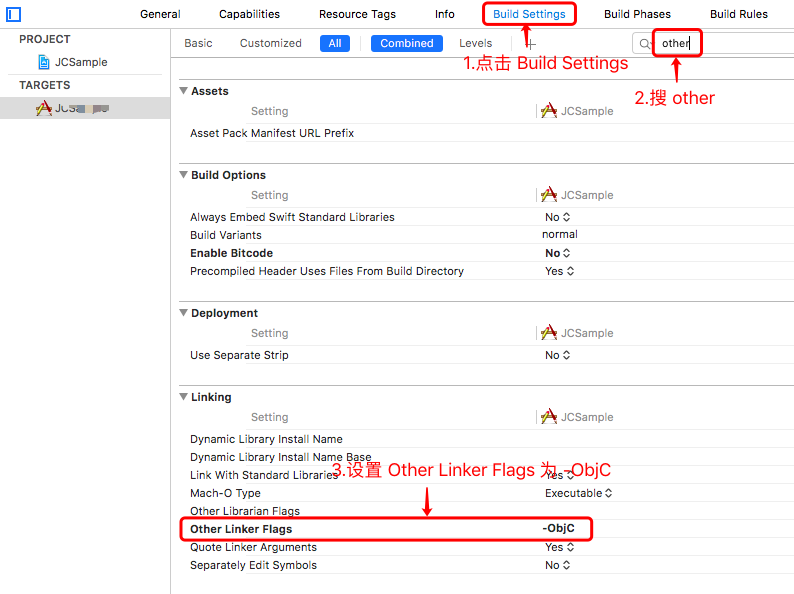 General Capabilities Resource Tags Info Build Settings Build Phases Build Rules
PROJECT
JCSample
TARGETS
Basic Customized All Combined Levels + other
1.点击 Build Settings
2.搜 other
Assets
Setting JCSample
Asset Pack Manifest URL Prefix
Build Options
Setting JCSample
Always Embed Swift Standard Libraries No
Build Variants normal
Enable Bitcode No
Precompiled Header Uses Files From Build Directory Yes
Deployment
Setting JCSample
Use Separate Strip No
Linking
Setting JCSample
Dynamic Library Install Name
Dynamic Library Install Name Base
3.设置 Other Linker Flags 为 -ObjC
Link With Standard Libraries Yes
Mach-O Type Executable
Other Librarian Flags
Other Linker Flags -ObjC
Quote Linker Arguments Yes
Separately Edit Symbols No